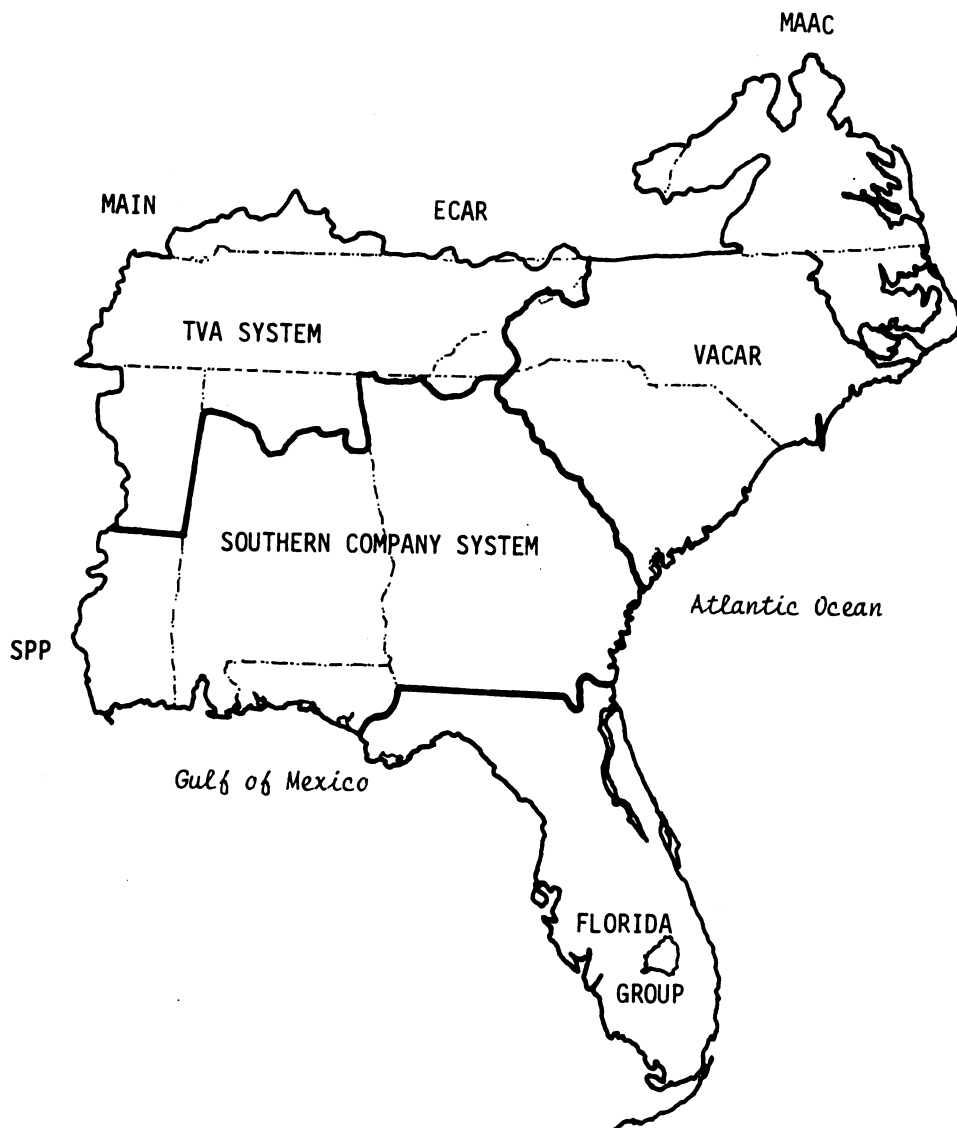 MAAC
MAIN
ECAR
TVA SYSTEM
VACAR
SOUTHERN COMPANY SYSTEM
Atlantic Ocean
SPP
Gulf of Mexico
FLORIDA
GROUP